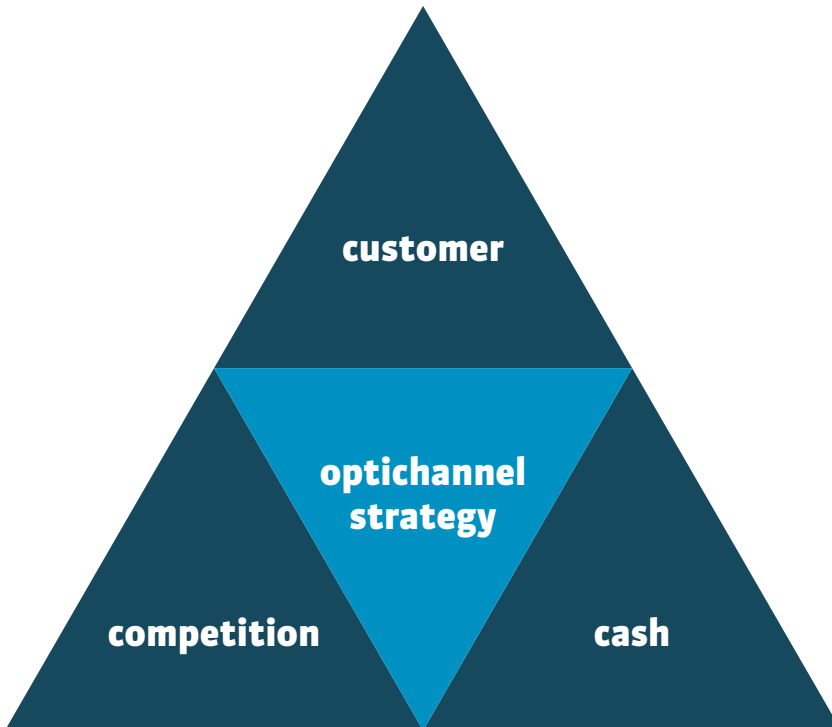 customer
optichannel
strategy
competition
cash